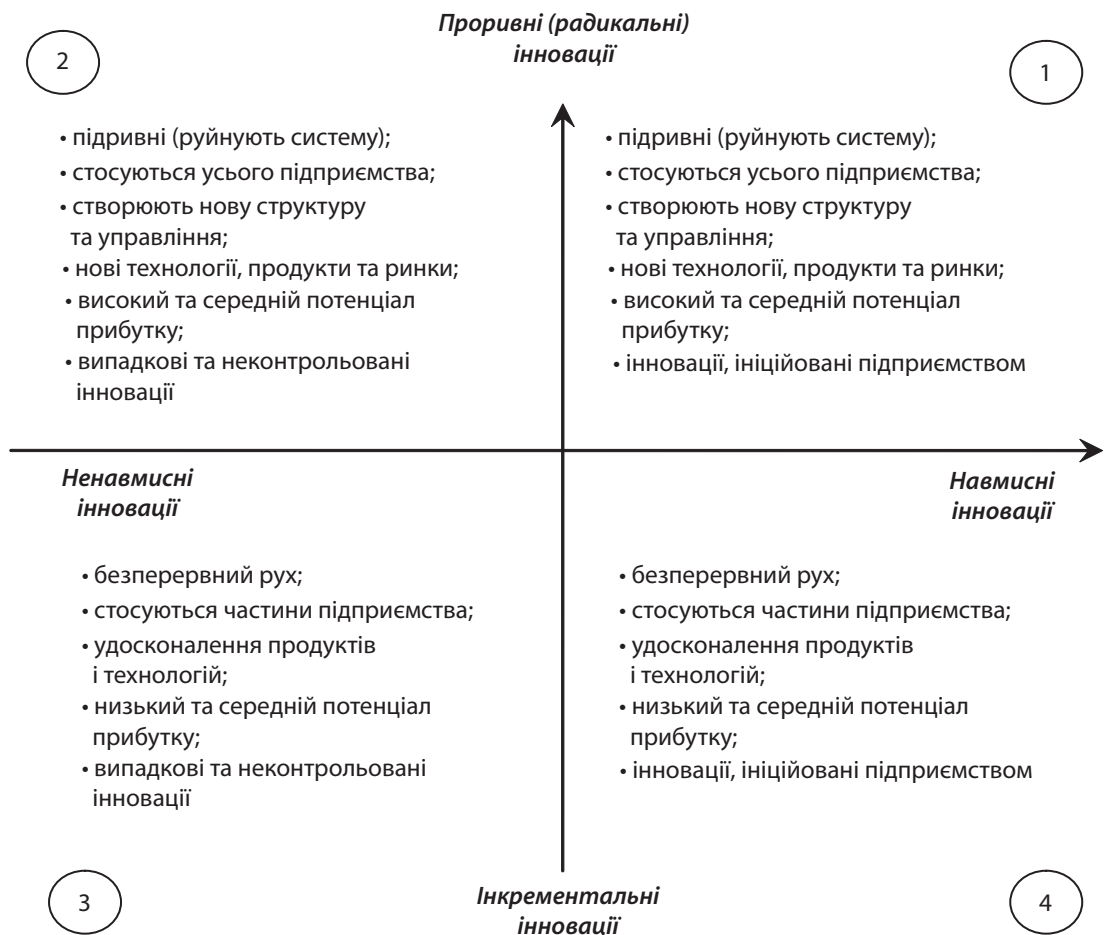 Проривні (радикальні)
інновації
2
1
• підривні (руйнують систему);
• стосуються усього підприємства;
• створюють нову структуру
та управління;
• нові технології, продукти та ринки;
• високий та середній потенціал
прибутку;
• випадкові та неконтрольовані
інновації
• підривні (руйнують систему);
• стосуються усього підприємства;
• створюють нову структуру
та управління;
• нові технології, продукти та ринки;
• високий та середній потенціал
прибутку;
• інновації, ініційовані підприємством
Ненавмисні
інновації
Навмисні
інновації
• безперервний рух;
• стосуються частини підприємства;
• удосконалення продуктів
і технологій;
• низький та середній потенціал
прибутку;
• випадкові та неконтрольовані
інновації
• безперервний рух;
• стосуються частини підприємства;
• удосконалення продуктів
і технологій;
• низький та середній потенціал
прибутку;
• інновації, ініційовані підприємством
3
Інкрементальні
інновації
4